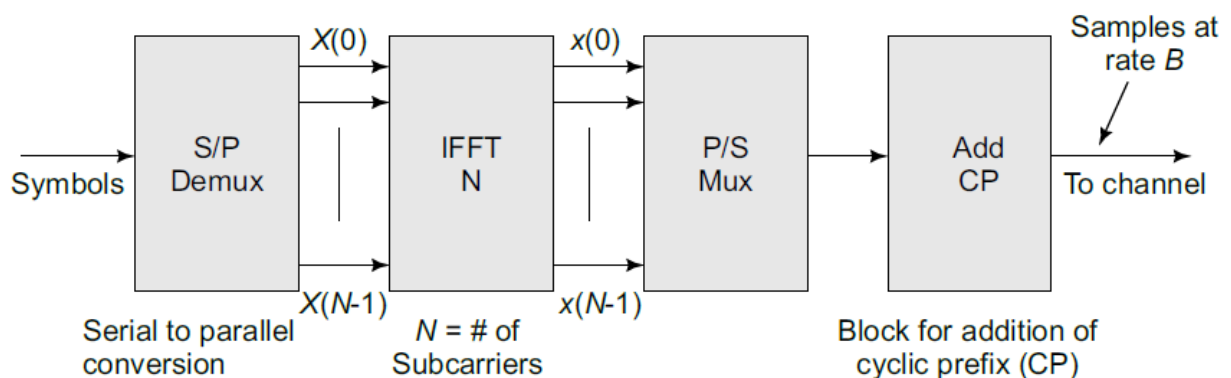 X(0)
x(0)
Samples at
rate B
S/P
Demux
IFFT
N
P/S
Mux
Add
CP
Symbols
To channel
X(N-1)
x(N-1)
Serial to parallel
conversion
N = # of
Subcarriers
Block for addition of
cyclic prefix (CP)